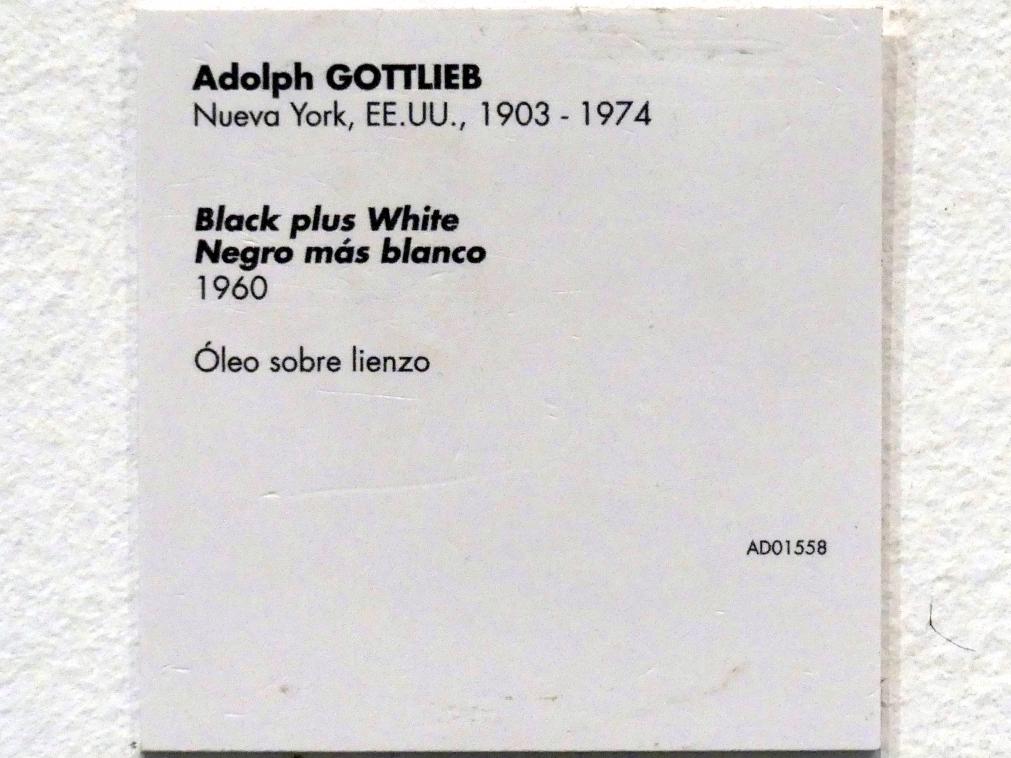 Adolph GOTTLIEB
Nueva York, EE.UU., 1903 - 1974
Black plus White
Negro más blanco
1960
Óleo sobre lienzo
AD01558